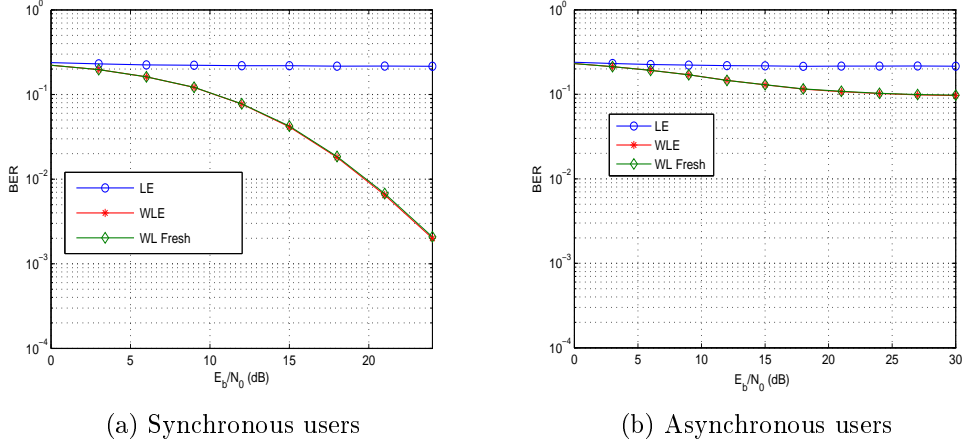 10^0
10^-1
10^-2
10^-3
10^-4
BER
0 5 10 15 20
E_b/N_0 (dB)
LE
WLE
WL Fresh
(a) Synchronous users
10^0
10^-1
10^-2
10^-3
10^-4
BER
0 5 10 15 20 25 30
E_b/N_0 (dB)
LE
WLE
WL Fresh
(b) Asynchronous users